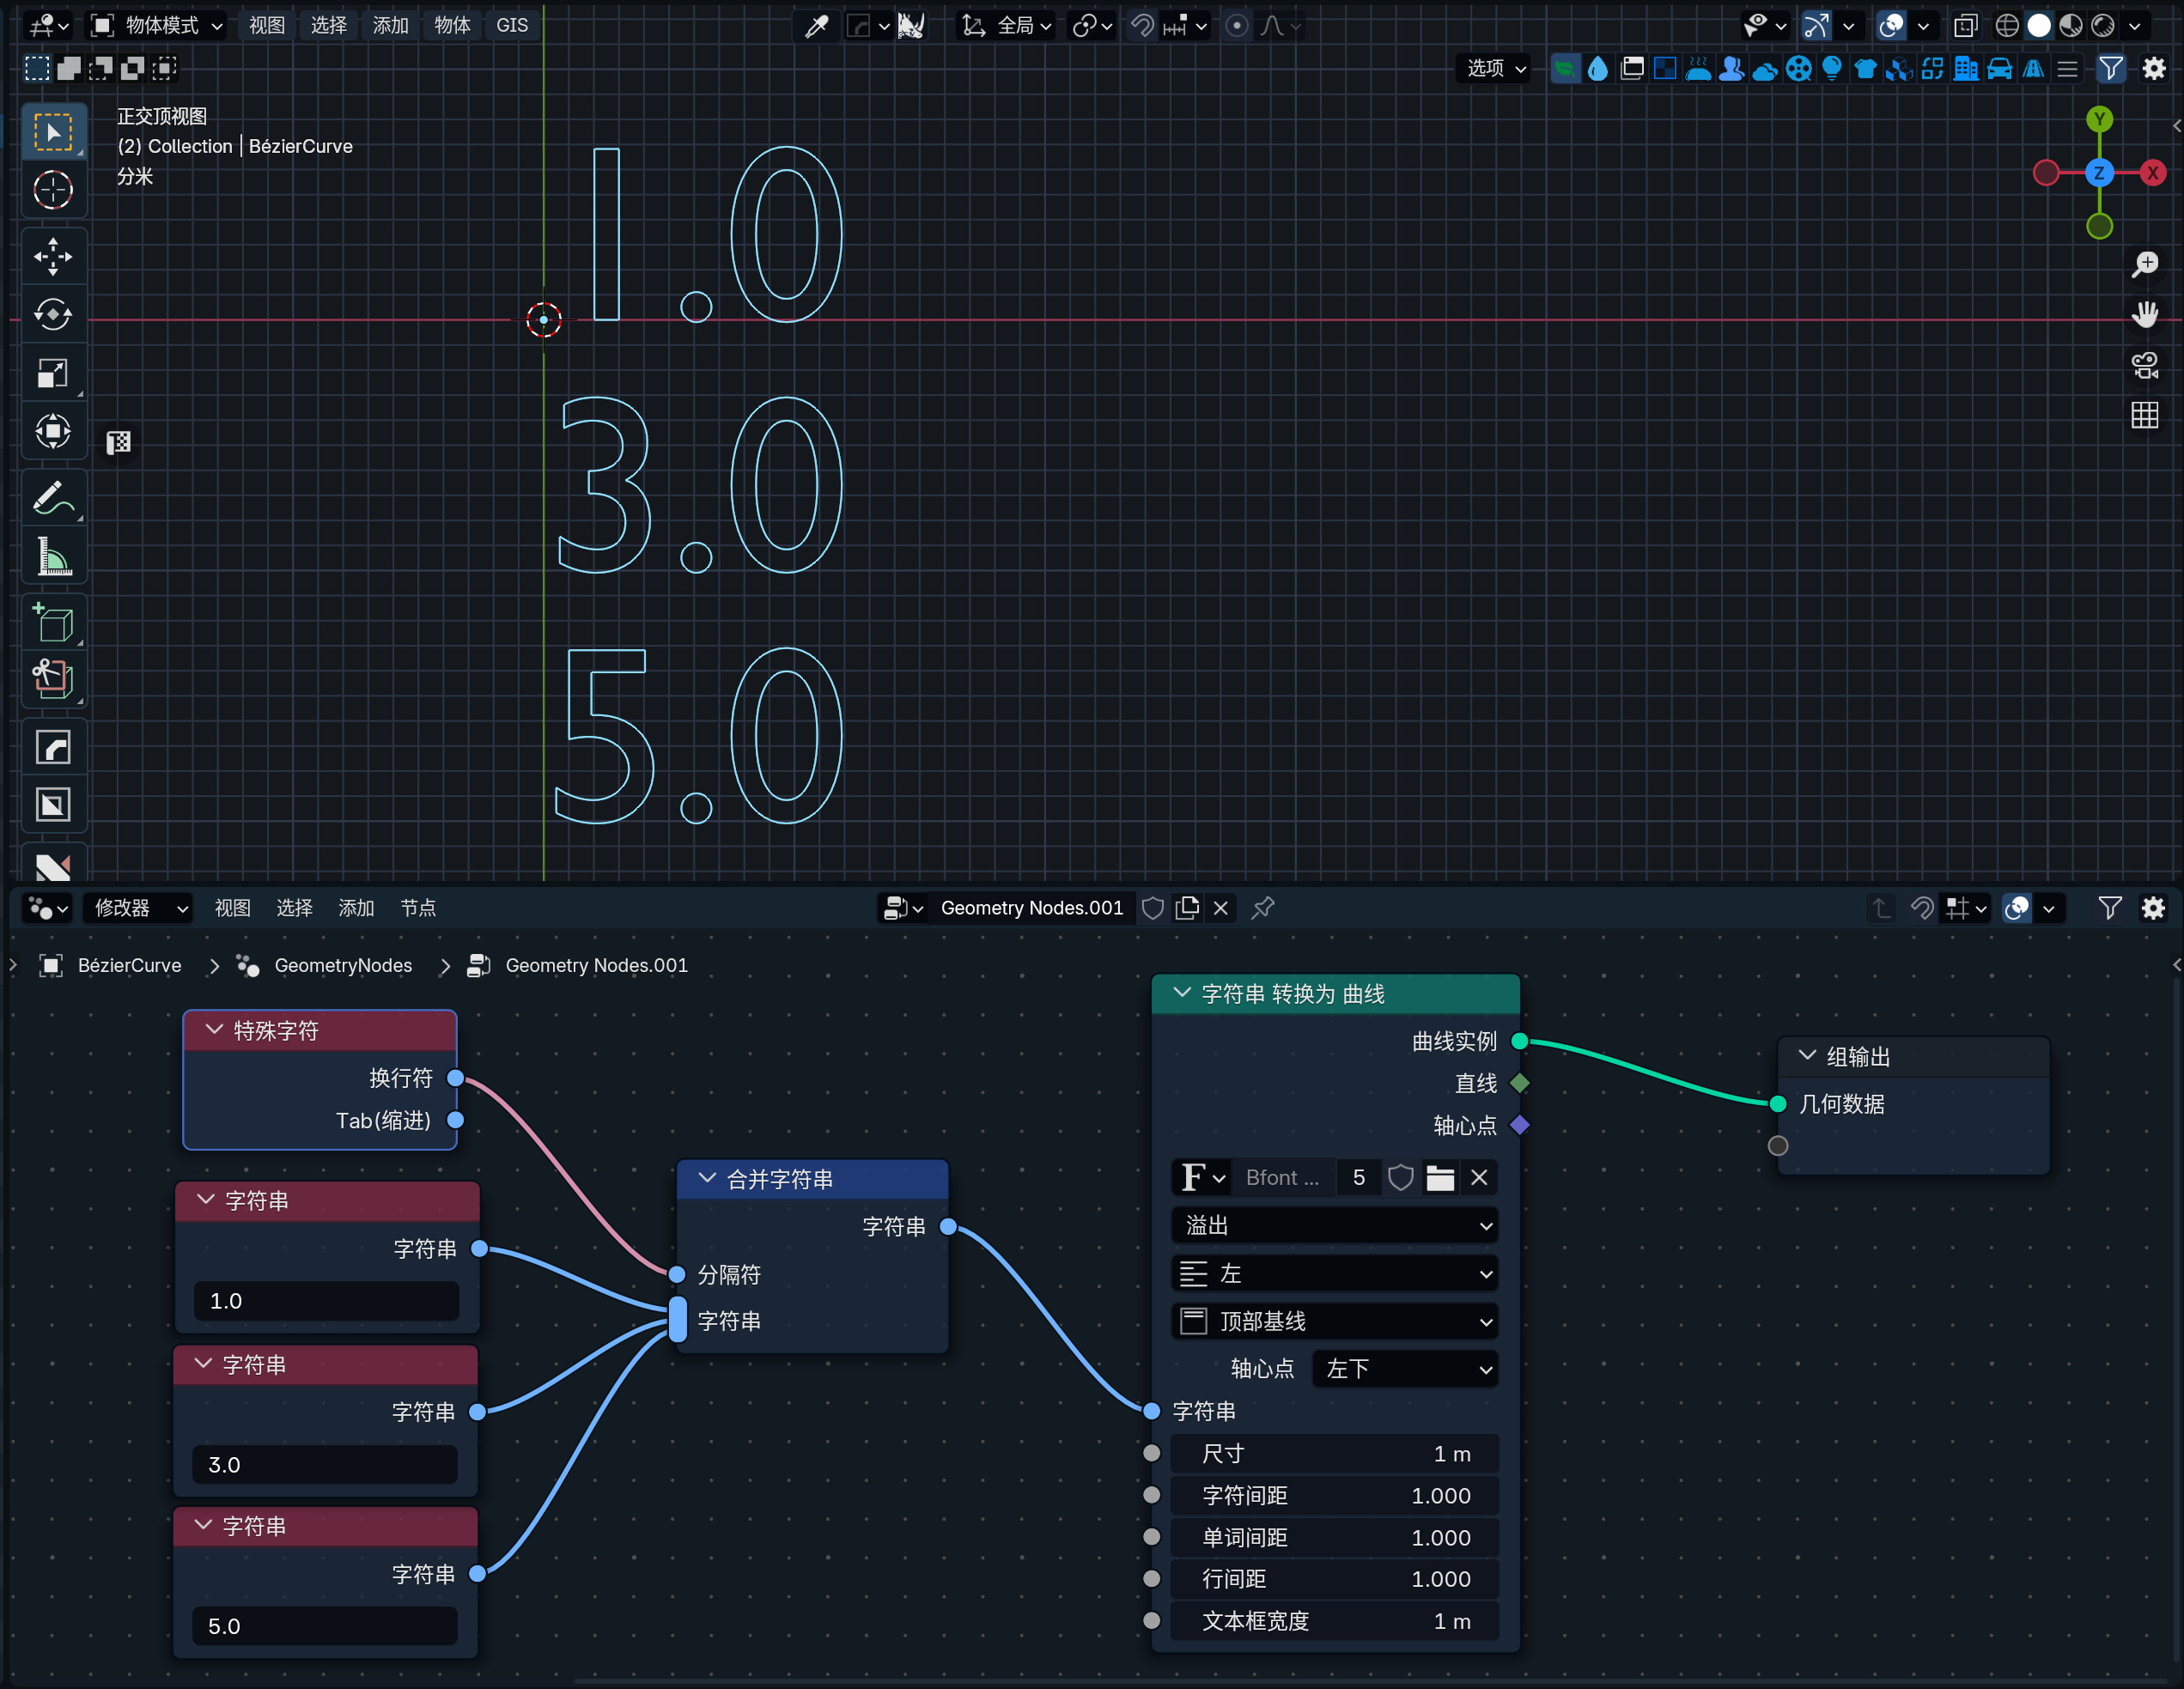 物体模式 视图 选择 添加 物体 GIS 全局
选项
正交顶视图
(2) Collection | BézierCurve
分米
Y
Z X
1.0
3.0
5.0
修改器 视图 选择 添加 节点 Geometry Nodes.001
BézierCurve GeometryNodes Geometry Nodes.001
特殊字符
换行符
Tab(缩进)
字符串
字符串
1.0
字符串
字符串
3.0
字符串
字符串
5.0
合并字符串
字符串
分隔符
字符串
字符串 转换为 曲线
曲线实例
直线
轴心点
F Bfont ... 5
溢出
左
顶部基线
轴心点 左下
字符串
尺寸 1 m
字符间距 1.000
单词间距 1.000
行间距 1.000
文本框宽度 1 m
组输出
几何数据